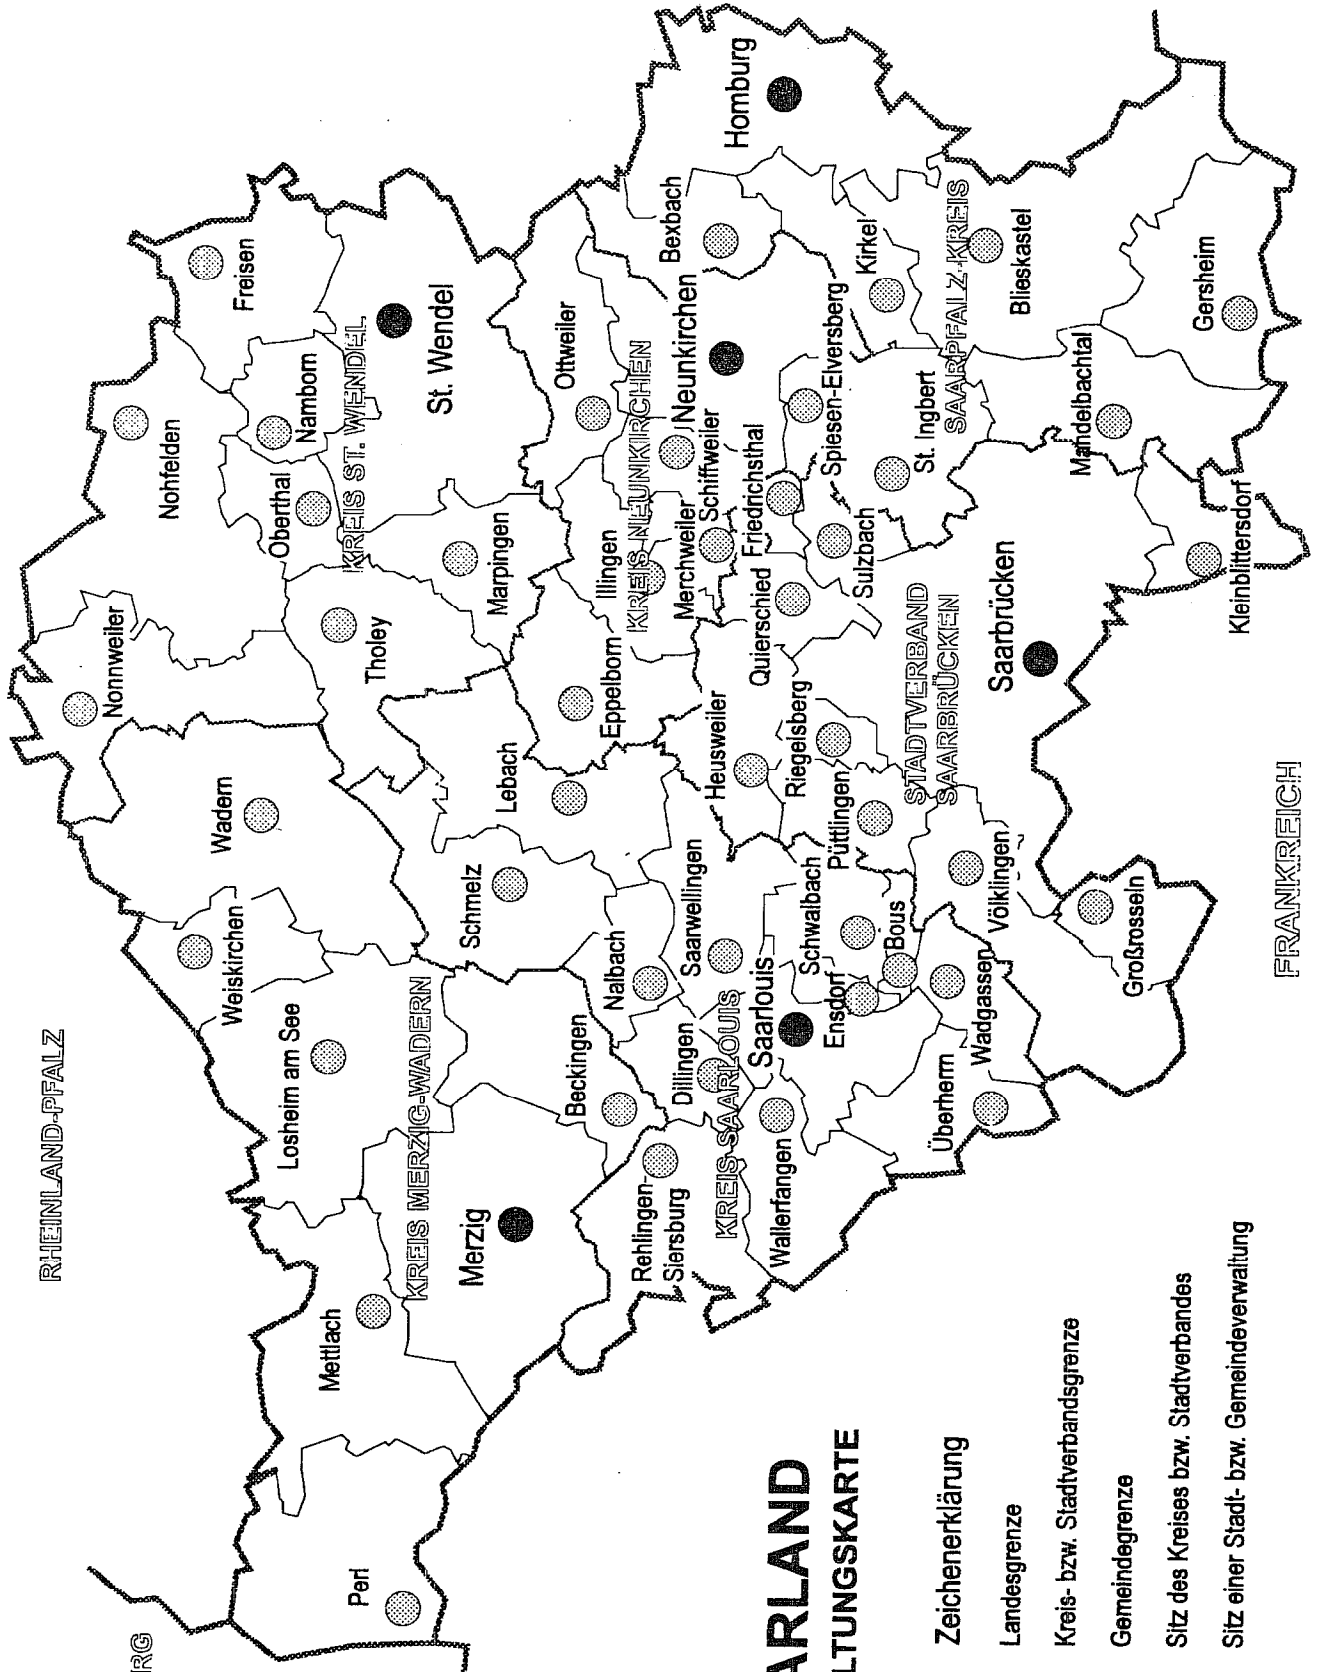 RHEINLAND-PFALZ
RG
Perl
Mettlach
Losheim am See
Weiskirchen
Wadern
Nonnweiler
Nohfelden
Freisen
Namborn
Oberthal
KREIS ST. WENDEL
St. Wendel
Tholey
Marpingen
KREIS MERZIG-WADERN
Merzig
Beckingen
Schmelz
Lebach
Eppelborn
Illingen
KREIS NEUNKIRCHEN
Ottweiler
Bexbach
Homburg
Neunkirchen
Schiffweiler
Merchweiler
Friedrichsthal
Spiesen-Elversberg
Kirkel
SAARPFALZ-KREIS
Blieskastel
St. Ingbert
Sulzbach
Quierschied
Heusweiler
Riegelsberg
Püttlingen
STADTVERBAND
SAARBRÜCKEN
Saarbrücken
Völklingen
Nalbach
Saarwellingen
Dillingen
Rehlingen-
Siersburg
KREIS SAARLOUIS
Saarlouis
Wallerfangen
Schwalbach
Ensdorf
Bous
Wadgassen
Überherrn
Großrosseln
Kleinblittersdorf
Mandelbachtal
Gersheim
FRANKREICH
ARLAND
LTUNGSKARTE
Zeichenerklärung
Landesgrenze
Kreis- bzw. Stadtverbandsgrenze
Gemeindegrenze
Sitz des Kreises bzw. Stadtverbandes
Sitz einer Stadt- bzw. Gemeindeverwaltung